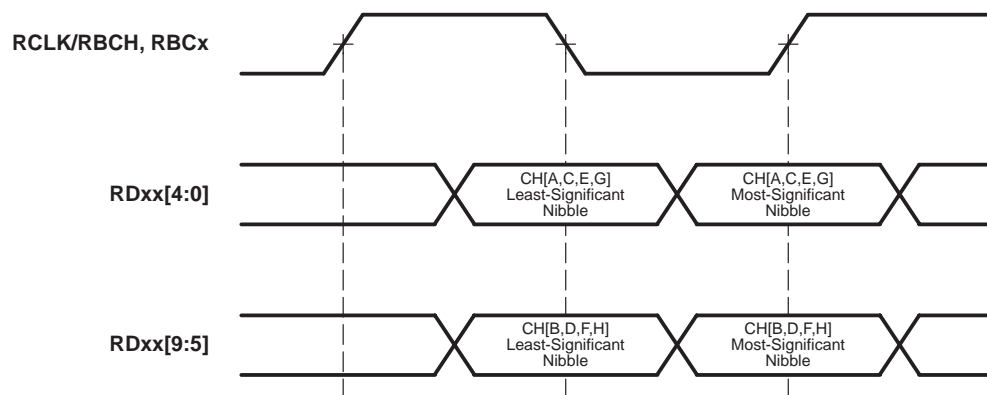 RCLK/RBCH, RBCx
RDxx[4:0]
CH[A,C,E,G]
Least-Significant
Nibble
CH[A,C,E,G]
Most-Significant
Nibble
RDxx[9:5]
CH[B,D,F,H]
Least-Significant
Nibble
CH[B,D,F,H]
Most-Significant
Nibble